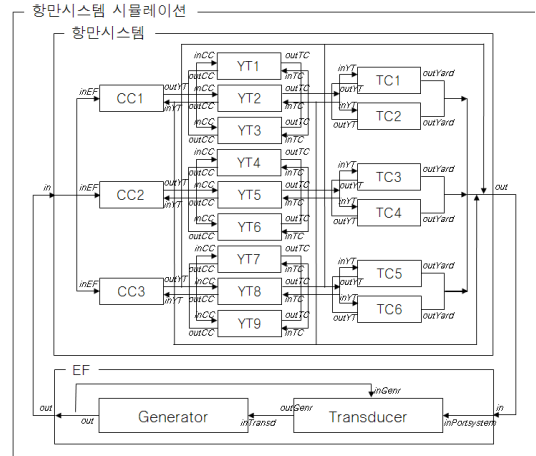 항만시스템 시뮬레이션
항만시스템
inCC YT1 outTC
outCC inTC
inYT TC1 outYard
inEF CC1 outYT inCC YT2 outTC outYT
inYT outCC inTC inYT TC2 outYard
inCC YT3 outTC outYT
outCC inTC
inCC YT4 outTC
outCC inTC
inYT TC3 outYard
in inEF CC2 outYT inCC YT5 outTC outYT out
inYT outCC inTC inYT TC4 outYard
inCC YT6 outTC outYT
outCC inTC
inCC YT7 outTC
outCC inTC
inYT TC5 outYard
inEF CC3 outYT inCC YT8 outTC outYT
inYT outCC inTC inYT TC6 outYard
inCC YT9 outTC outYT
outCC inTC
EF
inGenr
out Generator outGenr Transducer in
out inTransd inPortsystem